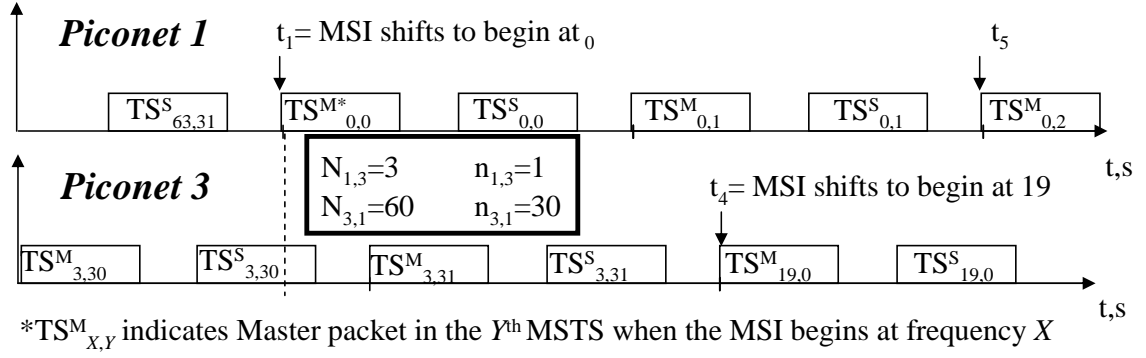 Piconet 1
t1= MSI shifts to begin at 0
t5
TSS63,31 TSM*0,0 TSS0,0 TSM0,1 TSS0,1 TSM0,2
t,s
N1,3=3 n1,3=1
N3,1=60 n3,1=30
Piconet 3
t4= MSI shifts to begin at 19
TSM3,30 TSS3,30 TSM3,31 TSS3,31 TSM19,0 TSS19,0
t,s
*TSMX,Y indicates Master packet in the Yth MSTS when the MSI begins at frequency X